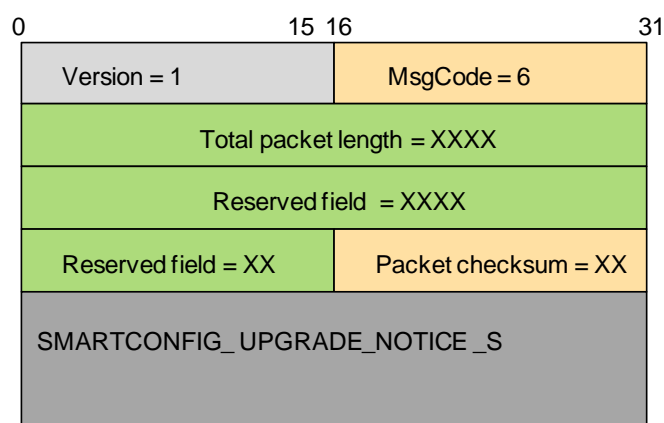 0 15 16 31
Version = 1 MsgCode = 6
Total packet length = XXXX
Reserved field = XXXX
Reserved field = XX Packet checksum = XX
SMARTCONFIG_ UPGRADE_NOTICE _S